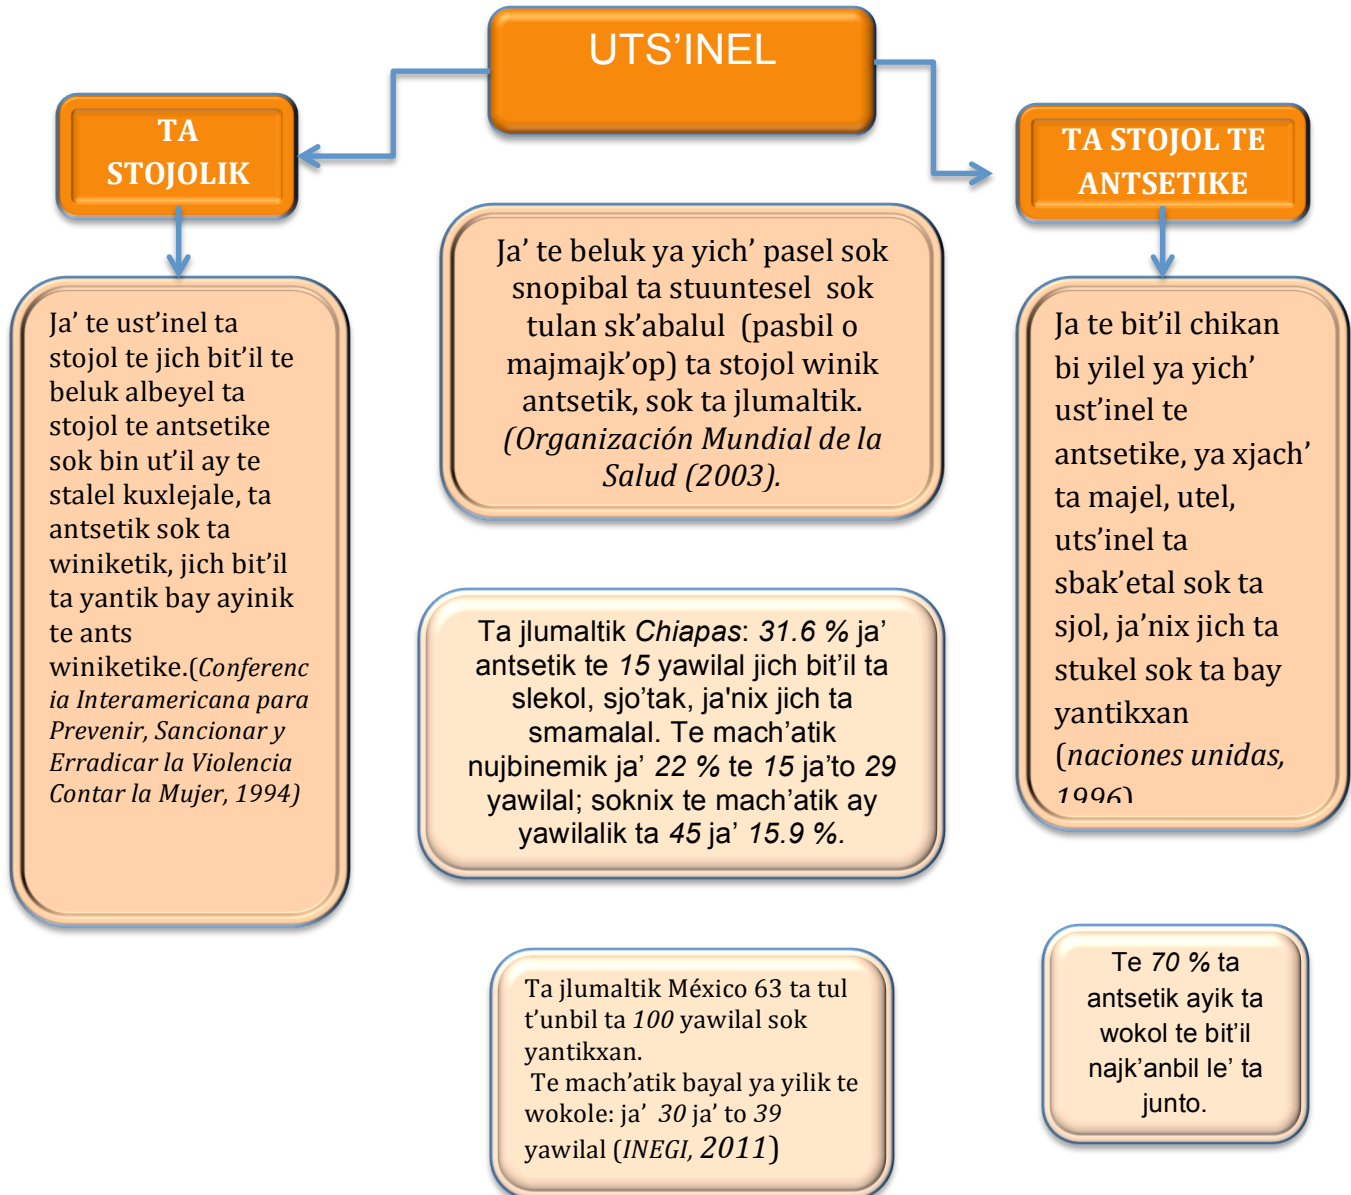 UTS’INEL
TA
STOJOLIK
TA STOJOL TE
ANTSETIKE
Ja’ te ust’inel ta
stojol te jich bit’il te
beluk albeyel ta
stojol te antsetike
sok bin ut’il ay te
stalel kuxlejale, ta
antsetik sok ta
winiketik, jich bit’il
ta yantik bay ayinik
te ants
winiketike.(Conferenc
ia Interamericana para
Prevenir, Sancionar y
Erradicar la Violencia
Contar la Mujer, 1994)
Ja’ te beluk ya yich’ pasel sok
snopibal ta stuuntesel sok
tulan sk’abalul (pasbil o
majmajk’op) ta stojol winik
antsetik, sok ta jlumaltik.
(Organización Mundial de la
Salud (2003).
Ja te bit’il chikan
bi yilel ya yich’
ust’inel te
antsetike, ya xjach’
ta majel, utel,
uts’inel ta
sbak’etal sok ta
sjol, ja’nix jich ta
stukel sok ta bay
yantikxan
(naciones unidas,
1996)
Ta jlumaltik Chiapas: 31.6 % ja’
antsetik te 15 yawilal jich bit’il ta
slekol, sjo’tak, ja'nix jich ta
smamalal. Te mach’atik
nujbinemik ja’ 22 % te 15 ja’to 29
yawilal; soknix te mach’atik ay
yawilalik ta 45 ja’ 15.9 %.
Ta jlumaltik México 63 ta tul
t’unbil ta 100 yawilal sok
yantikxan.
Te mach’atik bayal ya yilik te
wokole: ja’ 30 ja’ to 39
yawilal (INEGI, 2011)
Te 70 % ta
antsetik ayik ta
wokol te bit’il
najk’anbil le’ ta
junto.